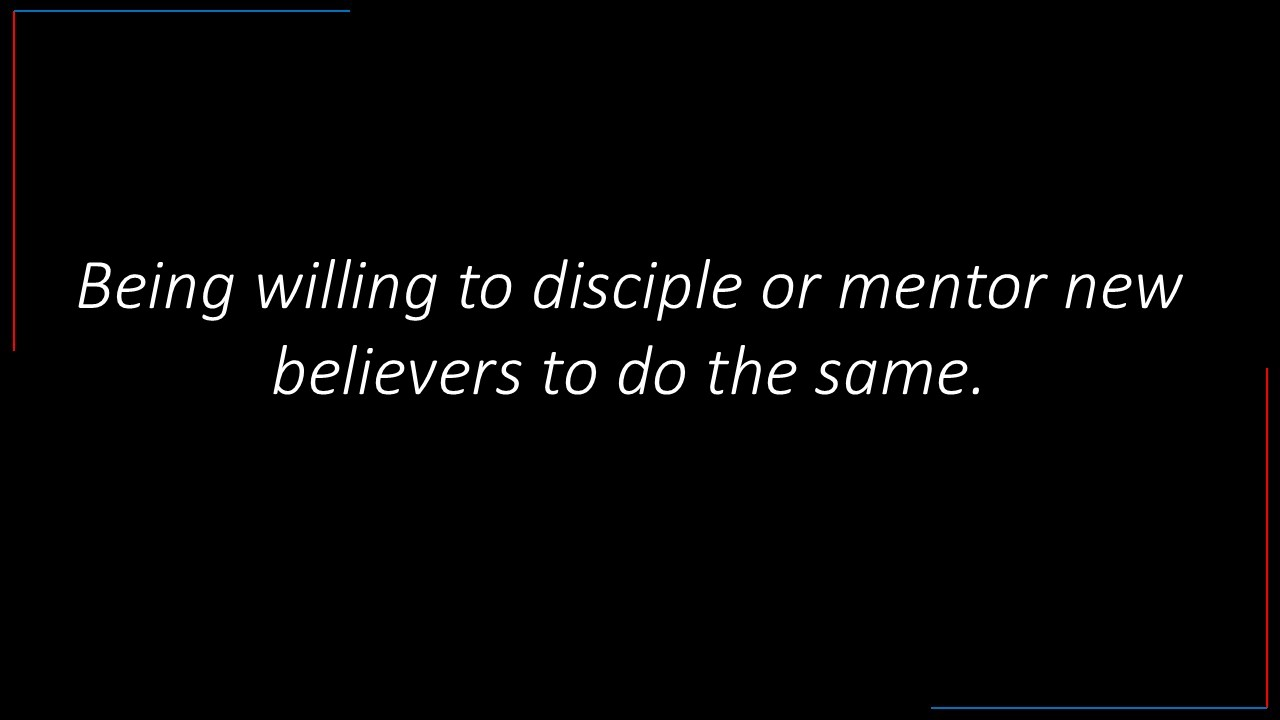 Being willing to disciple or mentor new
believers to do the same.